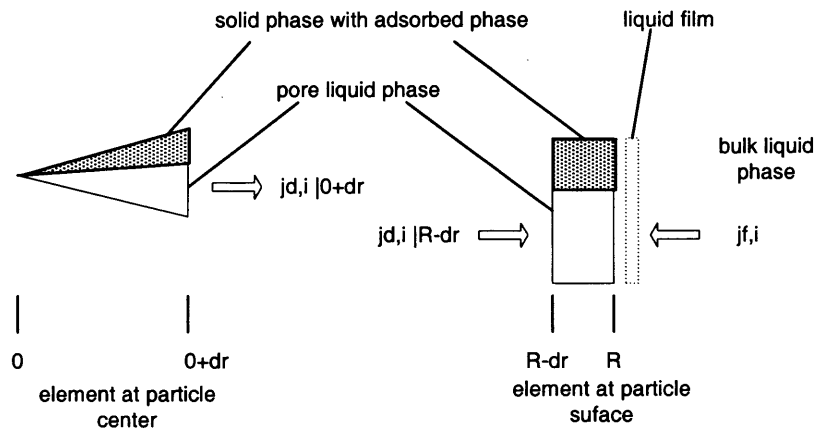 solid phase with adsorbed phase
liquid film
pore liquid phase
bulk liquid
phase
jd,i |0+dr
jd,i |R-dr
jf,i
0
0+dr
R-dr
R
element at particle
center
element at particle
suface